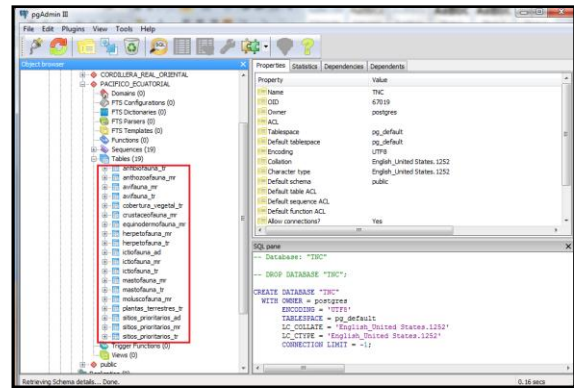 pgAdmin III
File Edit Plugins View Tools Help
Object browser
CORDILLERA_REAL_ORIENTAL
PACIFICO_ECUATORIAL
Domains (0)
FTS Configurations (0)
FTS Dictionaries (0)
FTS Parsers (0)
FTS Templates (0)
Functions (0)
Sequences (19)
Tables (19)
anfibiofauna_tr
anthozoafauna_mr
avifauna_mr
avifauna_tr
cobertura_vegetal_tr
crustaceofauna_mr
equinodermofauna_mr
herpetofauna_mr
herpetofauna_tr
ictiofauna_ad
ictiofauna_mr
ictiofauna_tr
mastofauna_mr
mastofauna_tr
moluscofauna_mr
plantas_terrestres_tr
sitios_prioritarios_ad
sitios_prioritarios_mr
sitios_prioritarios_tr
Trigger Functions (0)
Views (0)
public
Retrieving Schema details... Done.
Properties Statistics Dependencies Dependents
Property Value
Name TNC
OID 67019
Owner postgres
ACL
Tablespace pg_default
Default tablespace pg_default
Encoding UTF8
Collation English_United States.1252
Character type English_United States.1252
Default schema public
Default table ACL
Default sequence ACL
Default function ACL
Allow connections? Yes
SQL pane
-- Database: "TNC"
-- DROP DATABASE "TNC";
CREATE DATABASE "TNC"
WITH OWNER = postgres
ENCODING = 'UTF8'
TABLESPACE = pg_default
LC_COLLATE = 'English_United States.1252'
LC_CTYPE = 'English_United States.1252'
CONNECTION LIMIT = -1;
0.16 secs